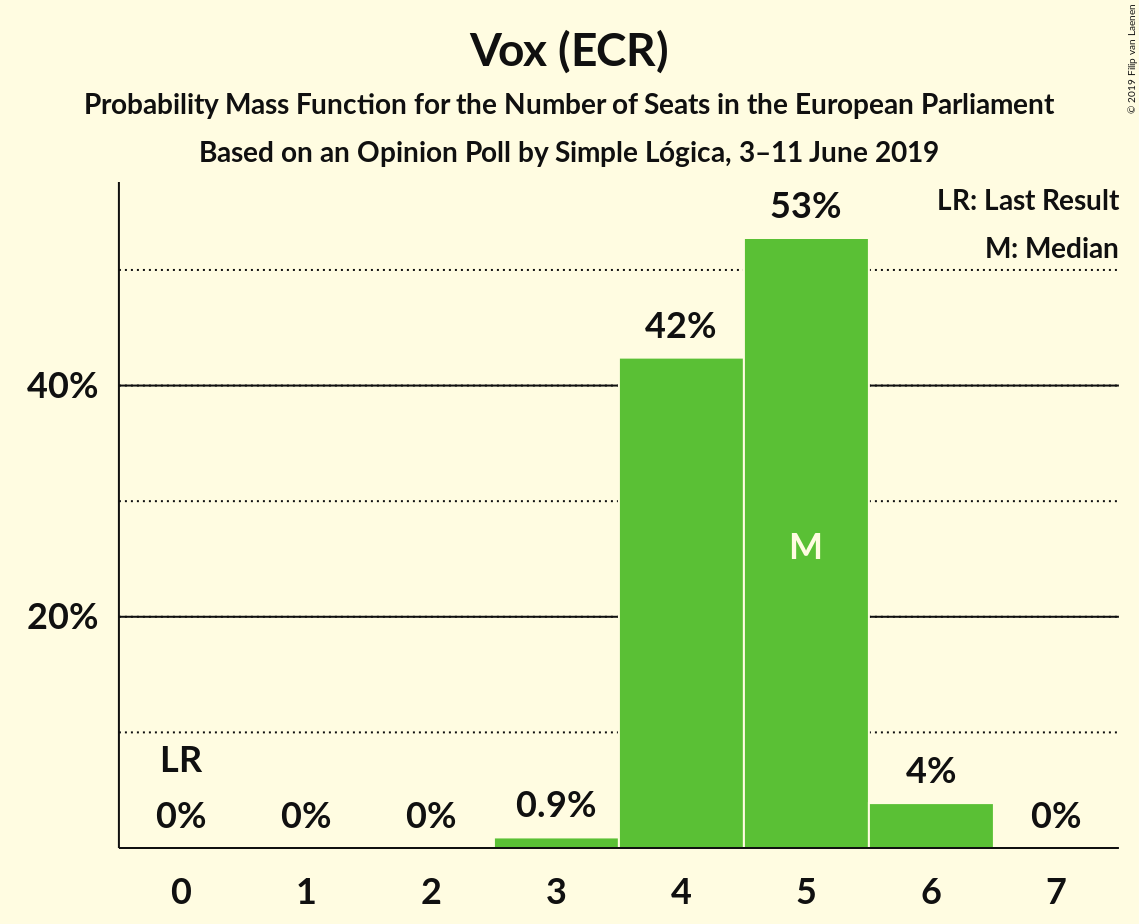 Vox (ECR)
Probability Mass Function for the Number of Seats in the European Parliament
Based on an Opinion Poll by Simple Lógica, 3–11 June 2019
© 2019 Filip van Laenen
LR: Last Result
M: Median
53%
42%
40%
M
20%
LR
0%
0%
0%
0.9%
4%
0%
0
1
2
3
4
5
6
7